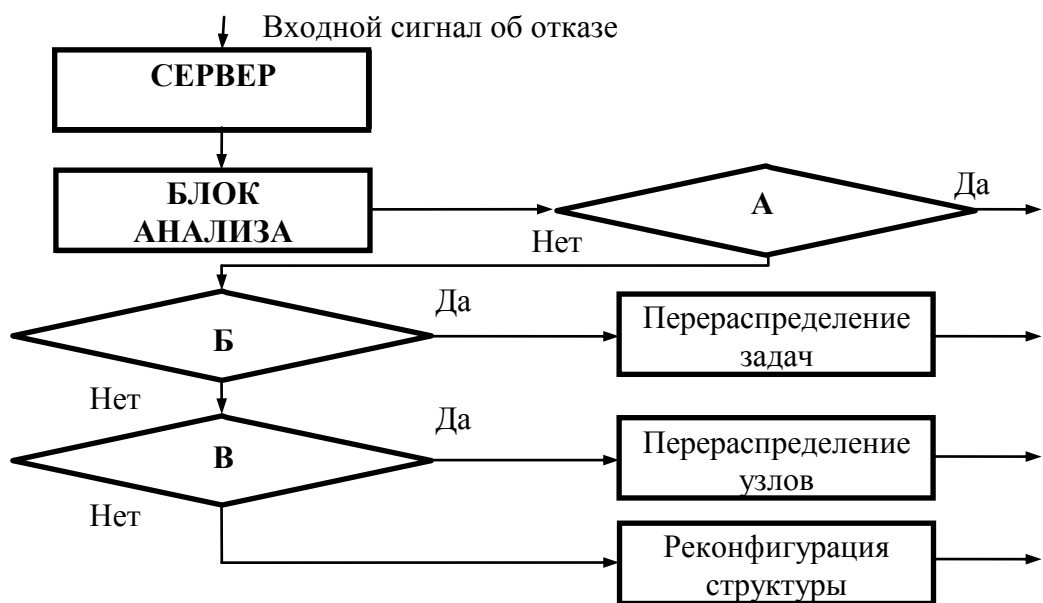 Входной сигнал об отказе
СЕРВЕР
БЛОК
АНАЛИЗА
А
Да
Нет
Б
Да
Перераспределение
задач
Нет
В
Да
Перераспределение
узлов
Нет
Реконфигурация
структуры